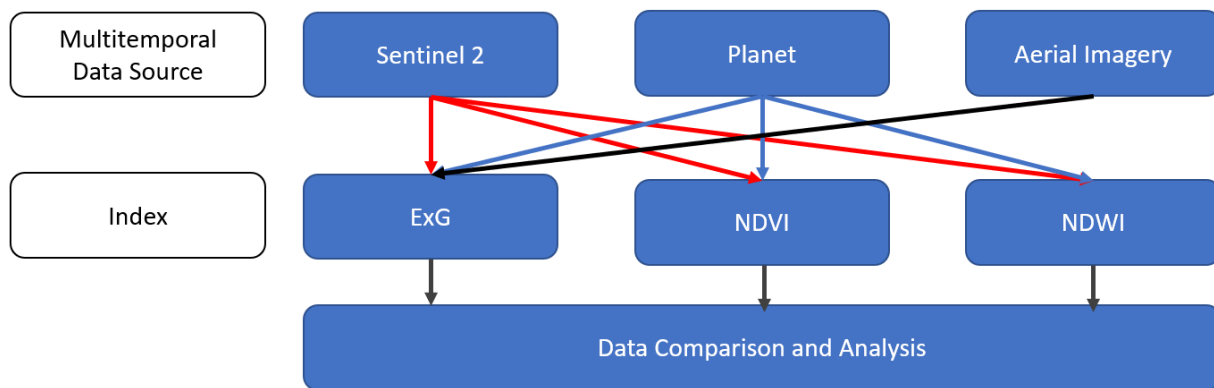 Multitemporal
Data Source
Sentinel 2
Planet
Aerial Imagery
Index
ExG
NDVI
NDWI
Data Comparison and Analysis